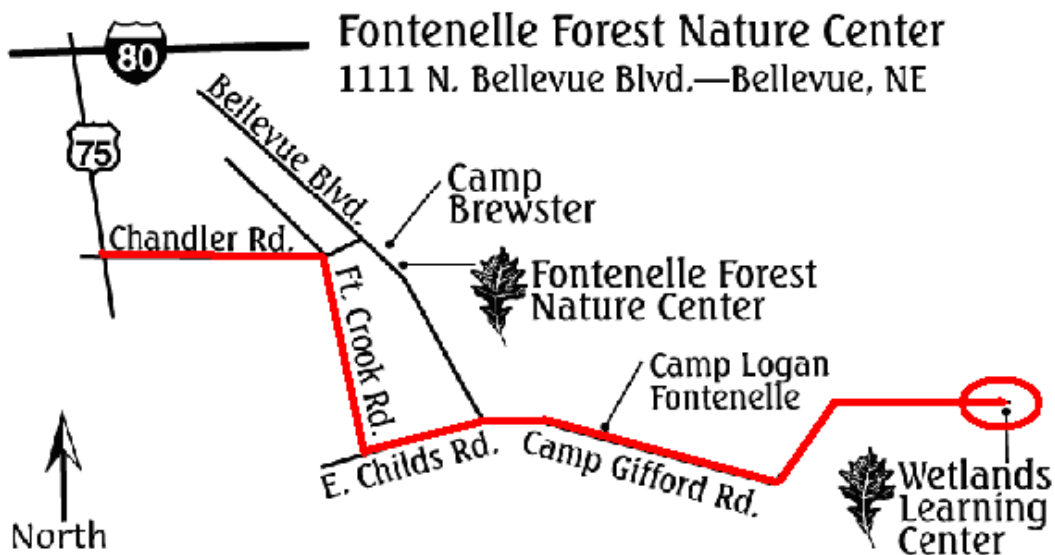 Fontenelle Forest Nature Center
1111 N. Bellevue Blvd.—Bellevue, NE
80
75
Bellevue Blvd.
Camp
Brewster
Chandler Rd.
Fontenelle Forest
Nature Center
Ft. Crook Rd.
Camp Logan
Fontenelle
E. Childs Rd.
Camp Gifford Rd.
Wetlands
Learning
Center
North